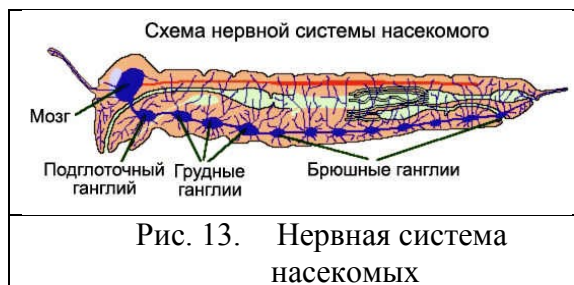 Схема нервной системы насекомого
Мозг
Подглоточный
ганглий
Грудные
ганглии
Брюшные ганглии
Рис. 13. Нервная система
насекомых